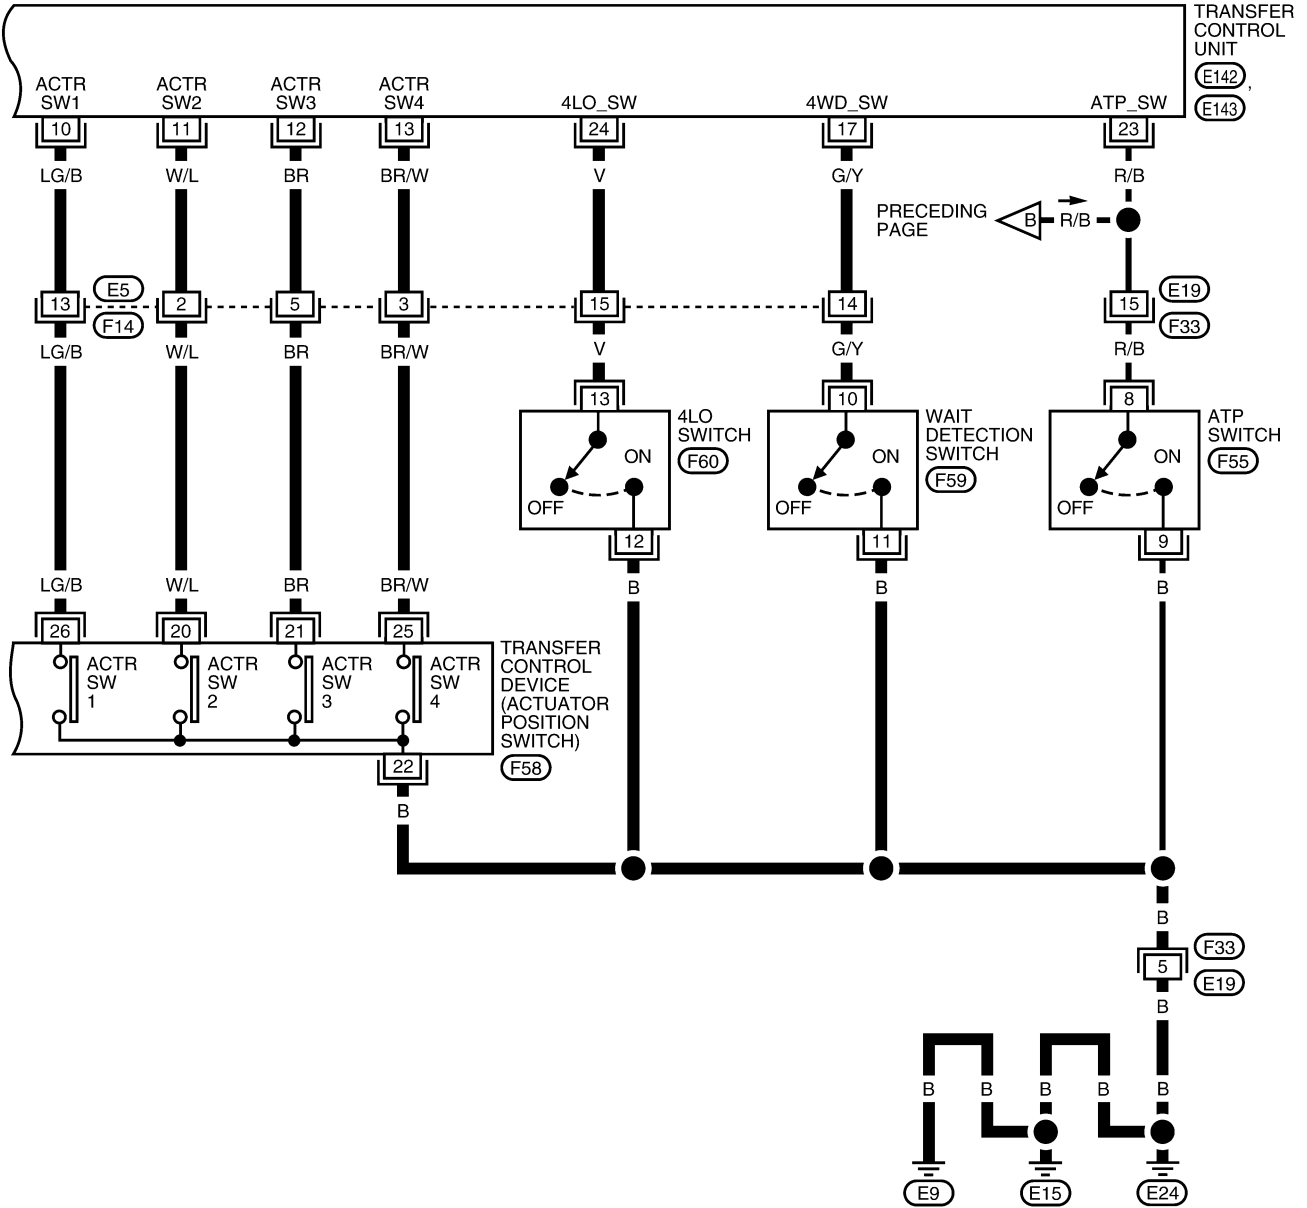 TRANSFER
CONTROL
UNIT
E142,
E143
ACTR
SW1
ACTR
SW2
ACTR
SW3
ACTR
SW4
4LO_SW
4WD_SW
ATP_SW
10
11
12
13
24
17
23
LG/B
W/L
BR
BR/W
V
G/Y
R/B
PRECEDING
PAGE
B
R/B
13
E5
F14
2
5
3
15
14
15
E19
F33
LG/B
W/L
BR
BR/W
V
G/Y
R/B
13
10
8
4LO
SWITCH
F60
WAIT
DETECTION
SWITCH
F59
ATP
SWITCH
F55
ON
OFF
ON
OFF
ON
OFF
12
11
9
LG/B
W/L
BR
BR/W
B
B
B
26
20
21
25
ACTR
SW
1
ACTR
SW
2
ACTR
SW
3
ACTR
SW
4
TRANSFER
CONTROL
DEVICE
(ACTUATOR
POSITION
SWITCH)
F58
22
B
B
F33
5
E19
B
B
B
B
B
B
E9
E15
E24